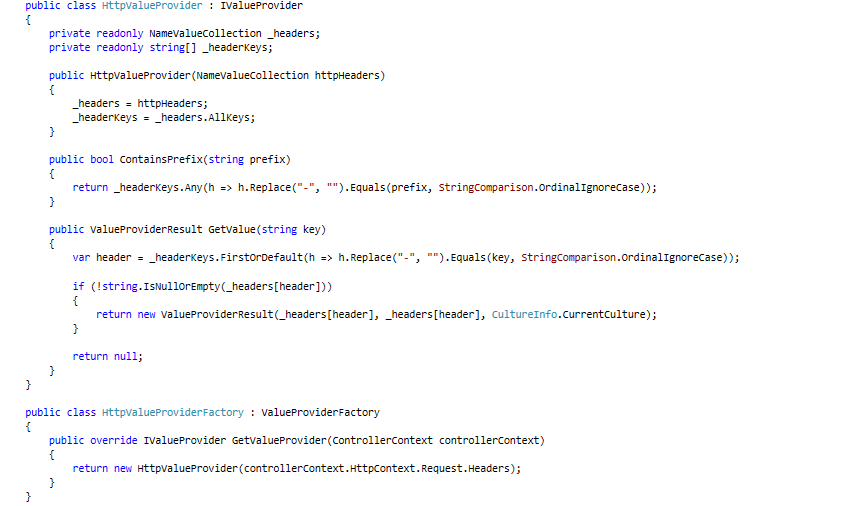 public class HttpValueProvider : IValueProvider
{
    private readonly NameValueCollection _headers;
    private readonly string[] _headerKeys;

    public HttpValueProvider(NameValueCollection httpHeaders)
    {
        _headers = httpHeaders;
        _headerKeys = _headers.AllKeys;
    }

    public bool ContainsPrefix(string prefix)
    {
        return _headerKeys.Any(h => h.Replace("-", "").Equals(prefix, StringComparison.OrdinalIgnoreCase));
    }

    public ValueProviderResult GetValue(string key)
    {
        var header = _headerKeys.FirstOrDefault(h => h.Replace("-", "").Equals(key, StringComparison.OrdinalIgnoreCase));

        if (!string.IsNullOrEmpty(_headers[header]))
        {
            return new ValueProviderResult(_headers[header], _headers[header], CultureInfo.CurrentCulture);
        }

        return null;
    }
}

public class HttpValueProviderFactory : ValueProviderFactory
{
    public override IValueProvider GetValueProvider(ControllerContext controllerContext)
    {
        return new HttpValueProvider(controllerContext.HttpContext.Request.Headers);
    }
}